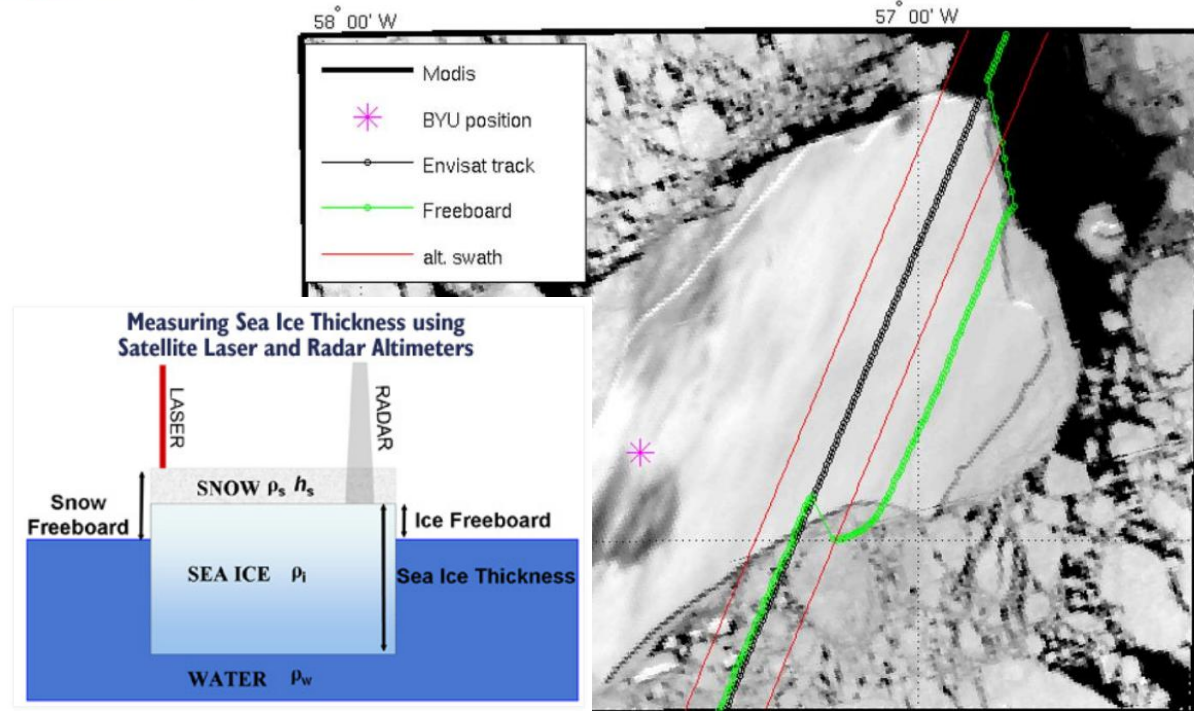 58° 00' W
57° 00' W
Modis
BYU position
Envisat track
Freeboard
alt. swath
Measuring Sea Ice Thickness using
Satellite Laser and Radar Altimeters
LASER
RADAR
SNOW ρs hs
Snow
Freeboard
Ice Freeboard
SEA ICE ρi
Sea Ice Thickness
WATER ρw